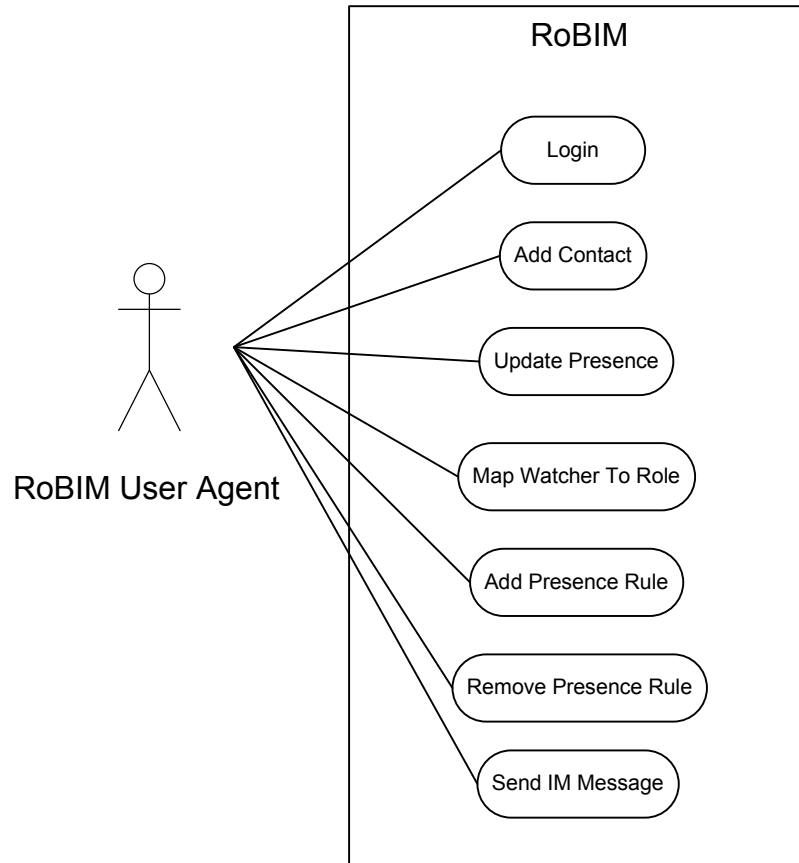 RoBIM
Login
Add Contact
Update Presence
Map Watcher To Role
RoBIM User Agent
Add Presence Rule
Remove Presence Rule
Send IM Message